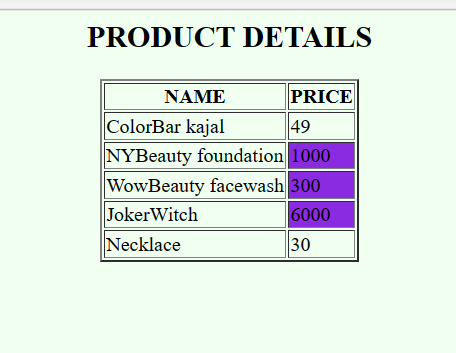 PRODUCT DETAILS
NAME PRICE
ColorBar kajal 49
NYBeauty foundation 1000
WowBeauty facewash 300
JokerWitch 6000
Necklace 30